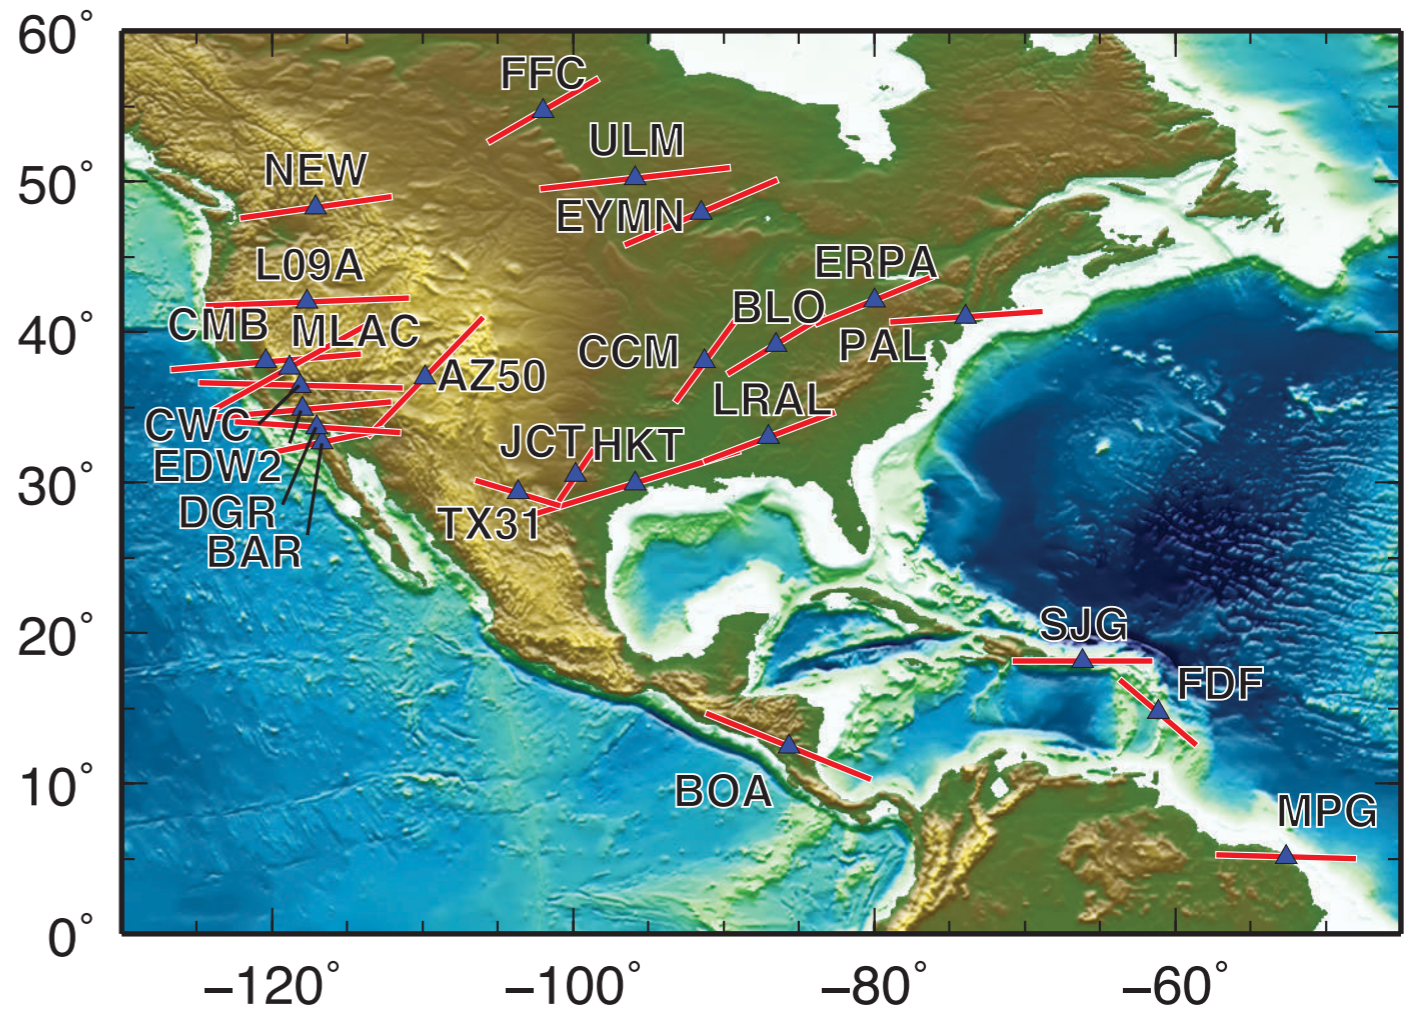 60°
FFC
ULM
50°
NEW
EYMN
L09A
ERPA
BLO
40°
CMB
MLAC
CCM
PAL
AZ50
LRAL
CWC
JCT
HKT
EDW2
30°
DGR
TX31
BAR
20°
SJG
FDF
10°
BOA
MPG
0°
−120°
−100°
−80°
−60°